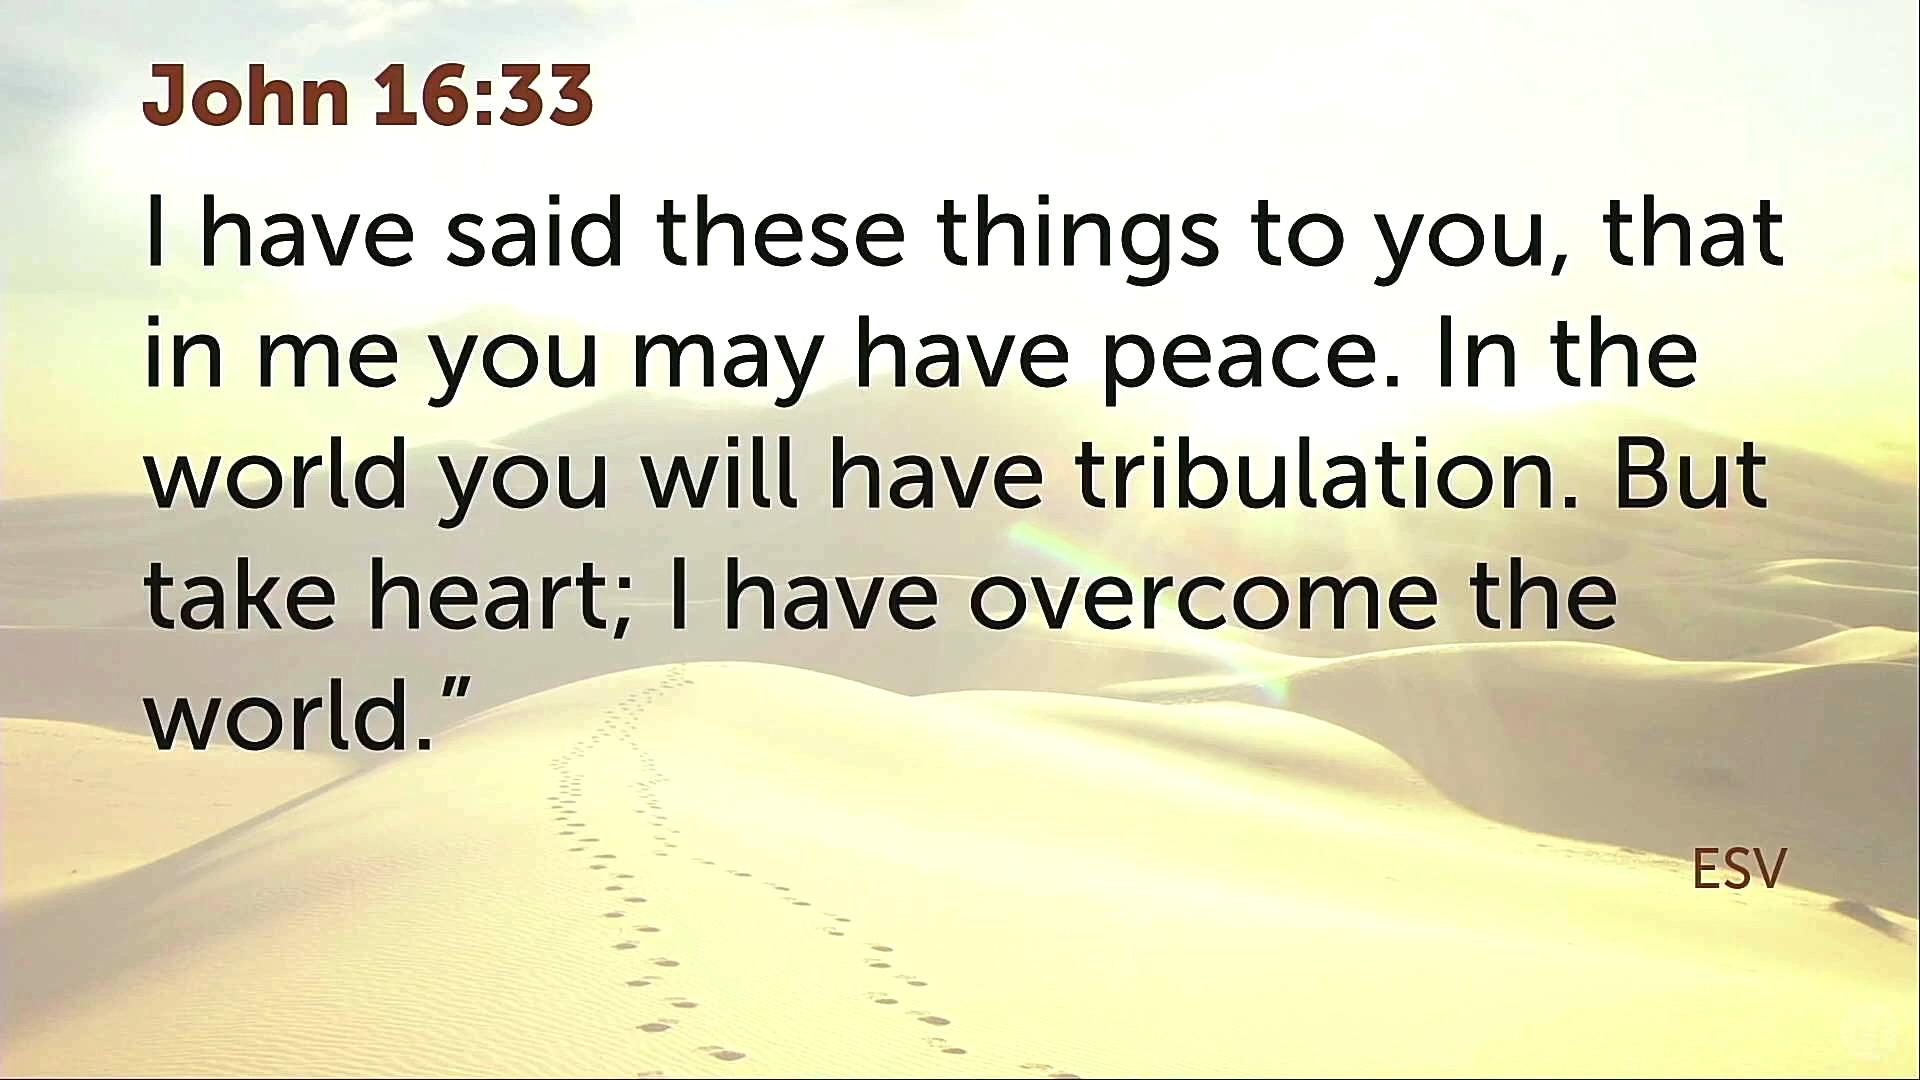 John 16:33
I have said these things to you, that
in me you may have peace. In the
world you will have tribulation. But
take heart; I have overcome the
world.”
ESV